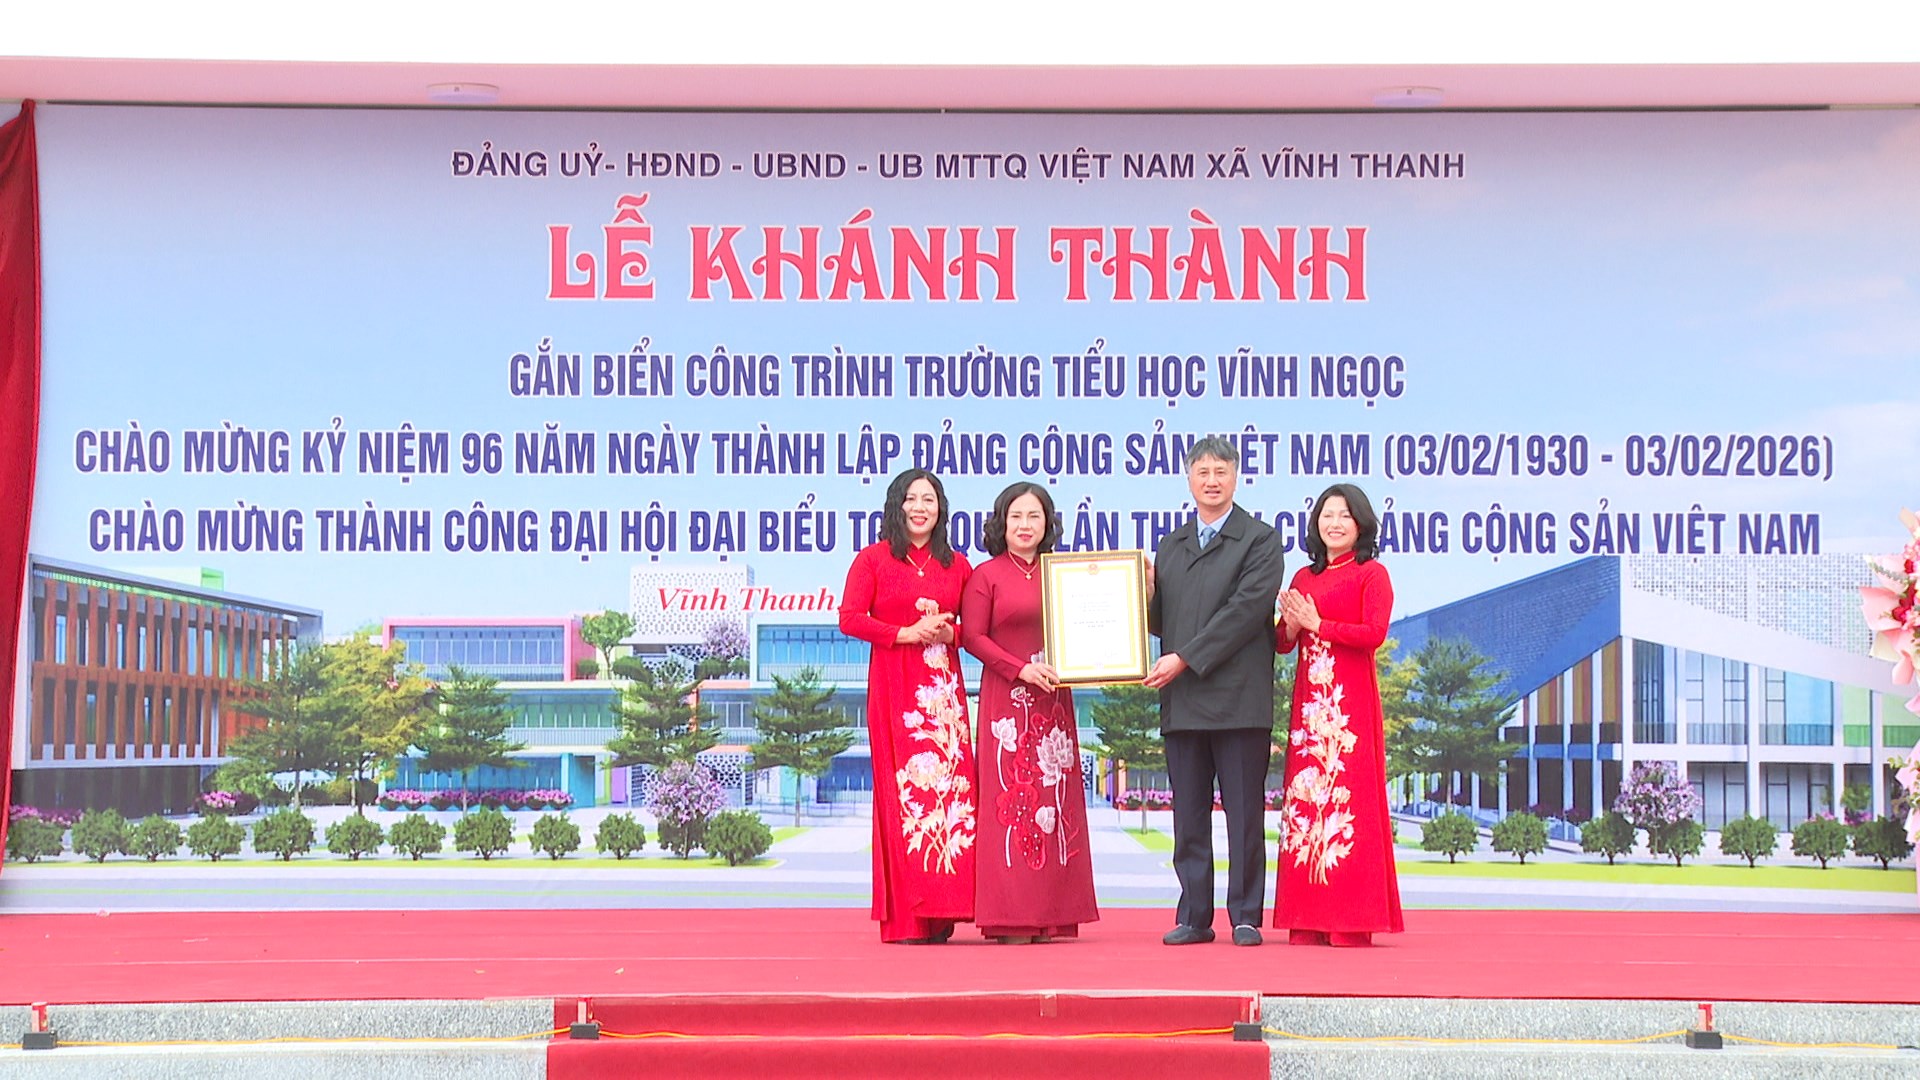 ĐẢNG UỶ- HĐND - UBND - UB MTTQ VIỆT NAM XÃ VĨNH THANH
LỄ KHÁNH THÀNH
GẮN BIỂN CÔNG TRÌNH TRƯỜNG TIỂU HỌC VĨNH NGỌC
CHÀO MỪNG KỶ NIỆM 96 NĂM NGÀY THÀNH LẬP ĐẢNG CỘNG SẢN VIỆT NAM (03/02/1930 - 03/02/2026)
CHÀO MỪNG THÀNH CÔNG ĐẠI HỘI ĐẠI BIỂU LẦN THỨ CỦA ĐẢNG CỘNG SẢN VIỆT NAM
Vĩnh Thanh,